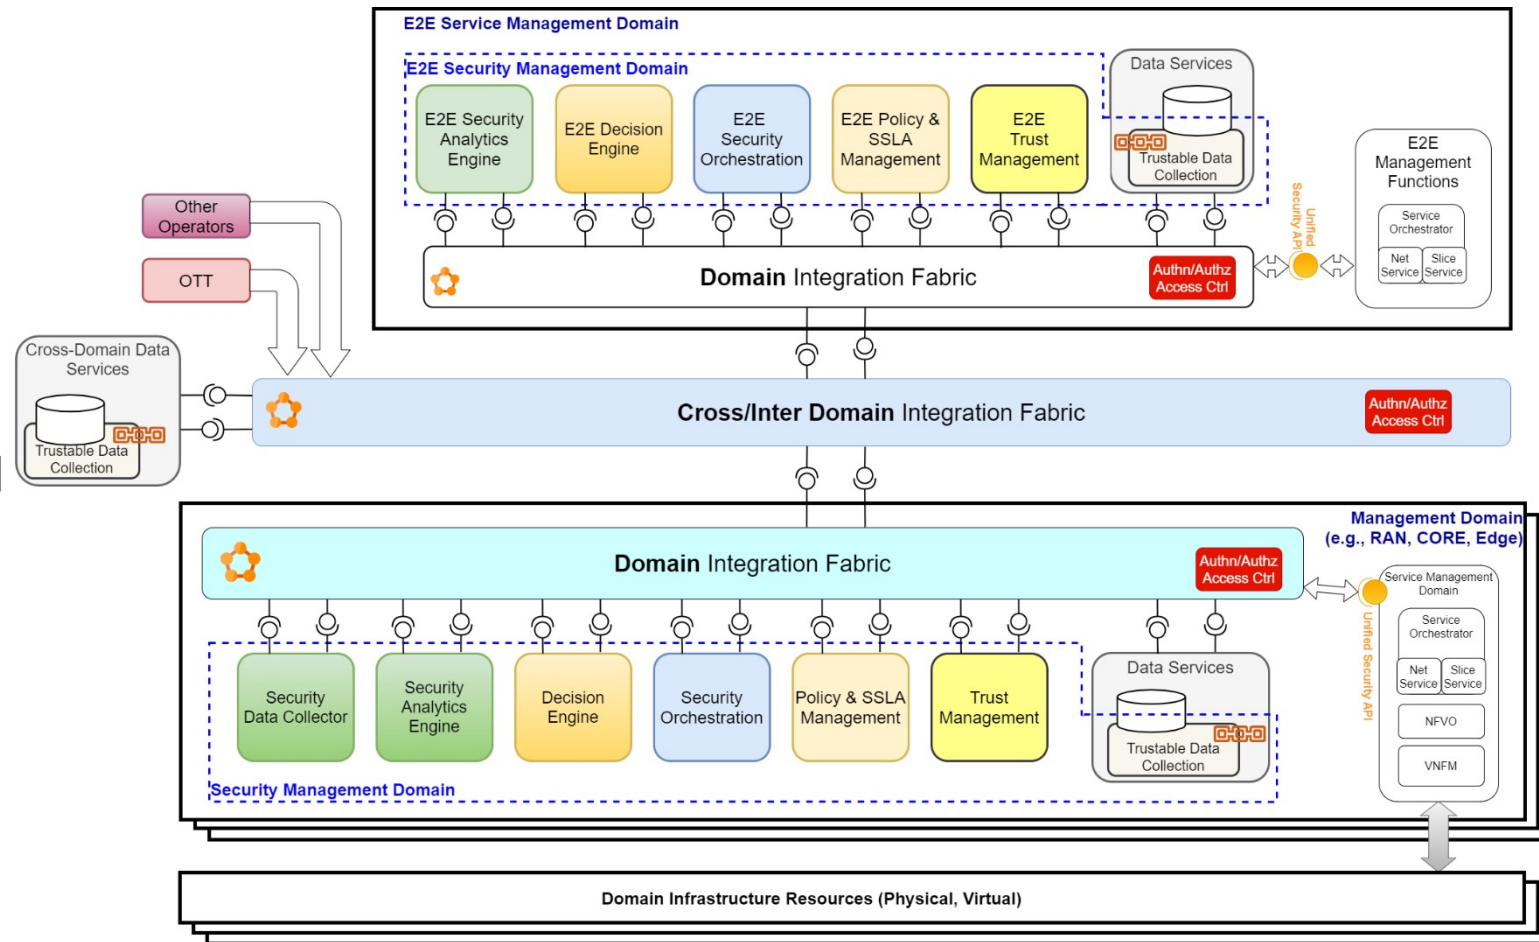 E2E Service Management Domain
E2E Security Management Domain
E2E Security
Analytics
Engine
E2E Decision
Engine
E2E
Security
Orchestration
E2E Policy &
SSLA
Management
E2E
Trust
Management
Data Services
Trustable Data
Collection
Unified
Security API
E2E
Management
Functions
Service
Orchestrator
Net
Service
Slice
Service
Domain Integration Fabric
Authn/Authz
Access Ctrl
Other
Operators
OTT
Cross-Domain Data
Services
Trustable Data
Collection
Cross/Inter Domain Integration Fabric
Authn/Authz
Access Ctrl
Management Domain
(e.g., RAN, CORE, Edge)
Domain Integration Fabric
Authn/Authz
Access Ctrl
Unified Security API
Service Management
Domain
Service
Orchestrator
Net
Service
Slice
Service
NFVO
VNFM
Security
Data Collector
Security
Analytics
Engine
Decision
Engine
Security
Orchestration
Policy & SSLA
Management
Trust
Management
Data Services
Trustable Data
Collection
Security Management Domain
Domain Infrastructure Resources (Physical, Virtual)